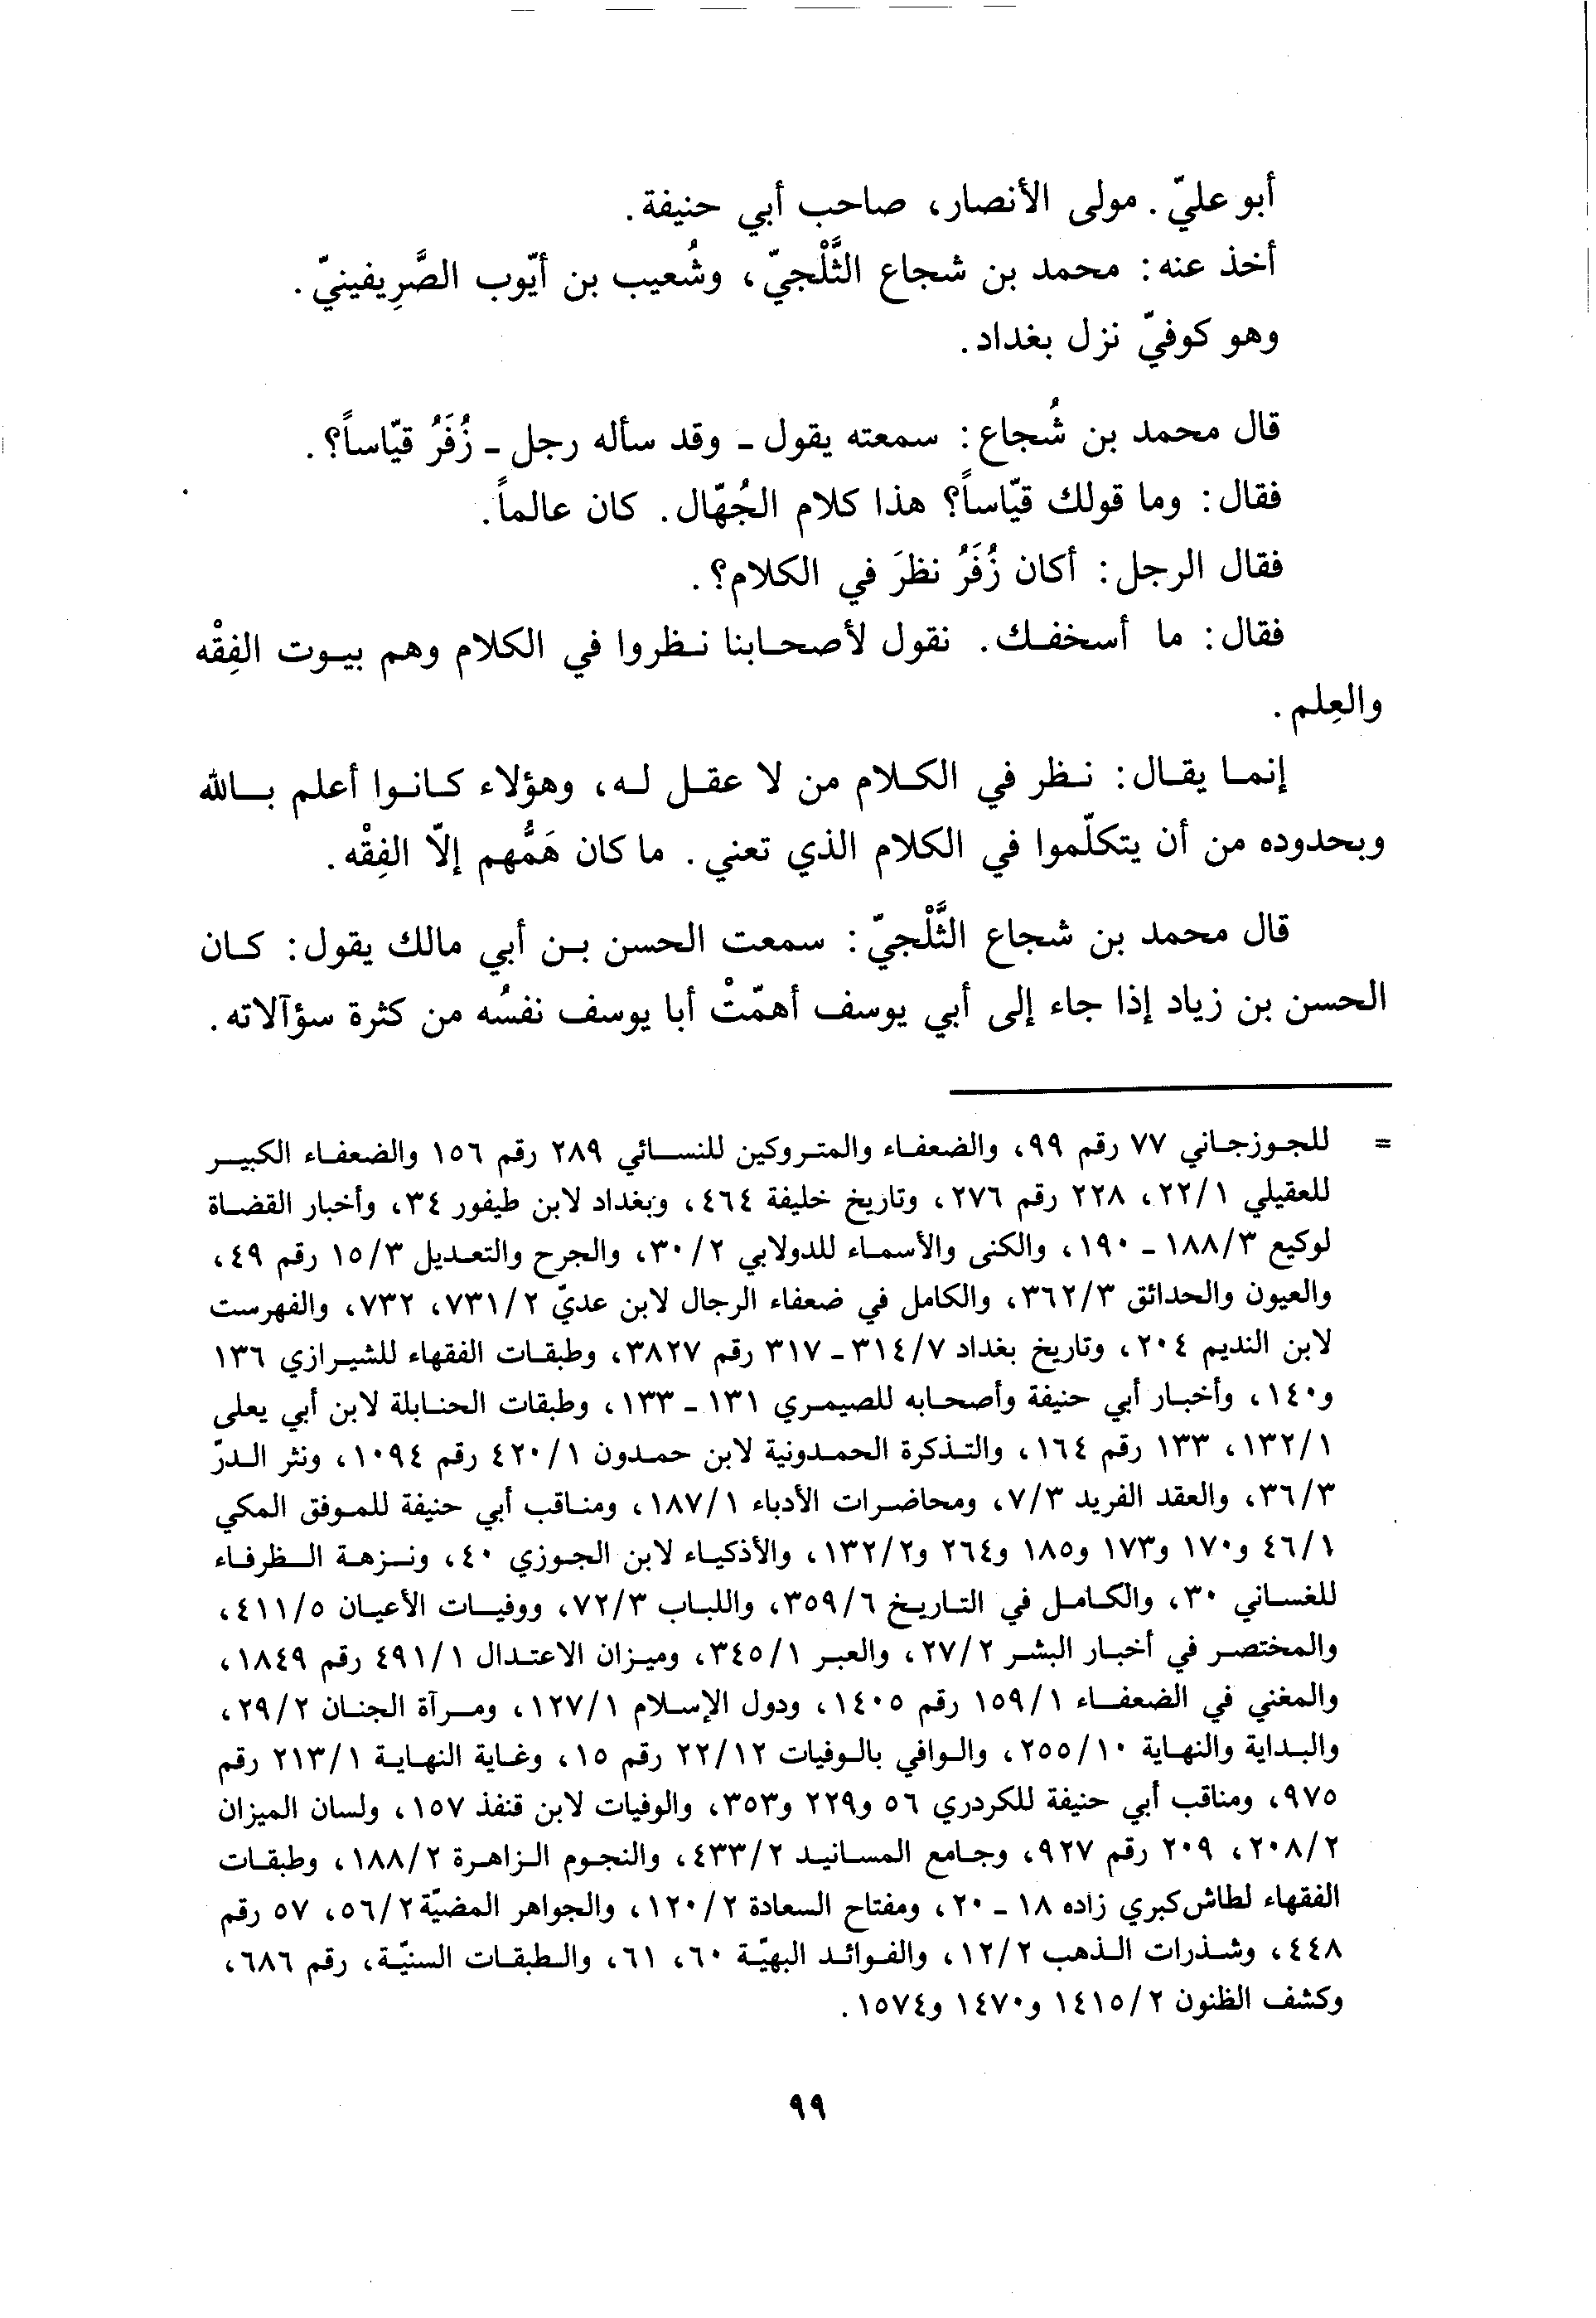 أبو عليّ. مولى الأنصار، صاحب أبي حنيفة.
أخذ عنه: محمد بن شجاع الثَّلْجيّ، وشُعيب بن أيّوب الصَّرِيفينيّ.
وهو كوفيّ نزل بغداد.
قال محمد بن شُجاع: سمعته يقول - وقد سأله رجل - زُفَرُ قيّاساً؟.
فقال: وما قولك قيّاساً؟ هذا كلام الجُهّال. كان عالماً.
فقال الرجل: أكان زُفَرُ نظرَ في الكلام؟.
فقال: ما أسخفك. نقول لأصحابنا نظروا في الكلام وهم بيوت الفِقْه
والعِلم.
إنما يقال: نظر في الكلام من لا عقل له، وهؤلاء كانوا أعلم بالله
وبحدوده من أن يتكلّموا في الكلام الذي تعني. ما كان هَمُّهم إلّا الفِقْه.
قال محمد بن شجاع الثَّلْجيّ: سمعت الحسن بن أبي مالك يقول: كان
الحسن بن زياد إذا جاء إلى أبي يوسف أهمّتْ أبا يوسف نفسُه من كثرة سؤآلاته.
= للجوزجاني ٧٧ رقم ٩٩، والضعفاء والمتروكين للنسائي ٢٨٩ رقم ١٥٦ والضعفاء الكبير
للعقيلي ٢٢/١، ٢٢٨ رقم ٢٧٦، وتاريخ خليفة ٤٦٤، وبغداد لابن طيفور ٣٤، وأخبار القضاة
لوكيع ١٨٨/٣ - ١٩٠، والكنى والأسماء للدولابي ٣٠/٢، والجرح والتعديل ١٥/٣ رقم ٤٩،
والعيون والحدائق ٣٦٢/٣، والكامل في ضعفاء الرجال لابن عديّ ٧٣١/٢، ٧٣٢، والفهرست
لابن النديم ٢٠٤، وتاريخ بغداد ٣١٤/٧ - ٣١٧ رقم ٣٨٢٧، وطبقات الفقهاء للشيرازي ١٣٦
و١٤٠، وأخبار أبي حنيفة وأصحابه للصيمري ١٣١ - ١٣٣، وطبقات الحنابلة لابن أبي يعلى
١٣٢/١، ١٣٣ رقم ١٦٤، والتذكرة الحمدونية لابن حمدون ٤٢٠/١ رقم ١٠٩٤، ونثر الدرّ
٣٦/٣، والعقد الفريد ٧/٣، ومحاضرات الأدباء ١٨٧/١، ومناقب أبي حنيفة للموفق المكي
٤٦/١ و١٧٠ و١٧٣ و١٨٥ و٢٦٤ و١٣٢/٢، والأذكياء لابن الجوزي ٤٠، ونزهة الظرفاء
للغساني ٣٠، والكامل في التاريخ ٣٥٩/٦، واللباب ٧٢/٣، ووفيات الأعيان ٤١١/٥،
والمختصر في أخبار البشر ٢٧/٢، والعبر ٣٤٥/١، وميزان الاعتدال ٤٩١/١ رقم ١٨٤٩،
والمغني في الضعفاء ١٥٩/١ رقم ١٤٠٥، ودول الإسلام ١٢٧/١، ومرآة الجنان ٢٩/٢،
والبداية والنهاية ٢٥٥/١٠، والوافي بالوفيات ٢٢/١٢ رقم ١٥، وغاية النهاية ٢١٣/١ رقم
٩٧٥، ومناقب أبي حنيفة للكردري ٥٦ و٢٢٩ و٣٥٣، والوفيات لابن قنفذ ١٥٧، ولسان الميزان
٢٠٨/٢، ٢٠٩ رقم ٩٢٧، وجامع المسانيد ٤٣٣/٢، والنجوم الزاهرة ١٨٨/٢، وطبقات
الفقهاء لطاش كبري زاده ١٨ - ٢٠، ومفتاح السعادة ١٢٠/٢، والجواهر المضيّة ٥٦/٢، ٥٧ رقم
٤٤٨، وشذرات الذهب ١٢/٢، والفوائد البهيّة ٦٠، ٦١، والطبقات السنيّة، رقم ٦٨٦،
وكشف الظنون ١٤١٥/٢ و١٤٧٠ و١٥٧٤.
٩٩